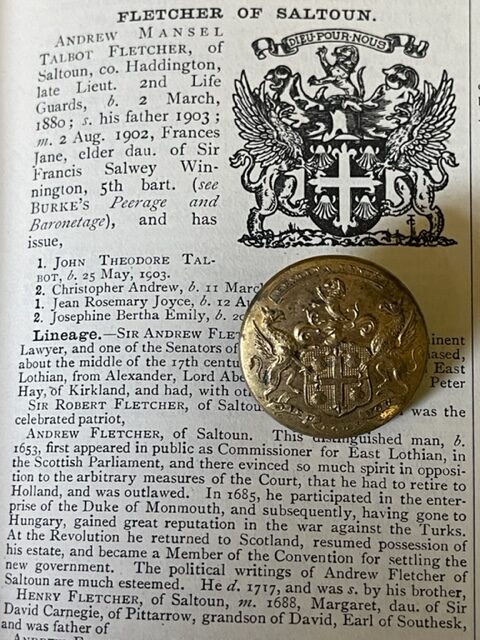 FLETCHER OF SALTOUN.
ANDREW MANSEL
TALBOT FLETCHER, of
Saltoun, co. Haddington,
late Lieut. 2nd Life
Guards, b. 2 March,
1880; s. his father 1903;
m. 2 Aug. 1902, Frances
Jane, elder dau. of Sir
Francis Salwey Win-
nington, 5th bart. (see
BURKE'S Peerage and
Baronetage), and has
issue,
DIEU·POUR·NOUS
1. JOHN THEODORE TAL-
BOT, b. 25 May, 1903.
2. Christopher Andrew, b. 11 March
1. Jean Rosemary Joyce, b. 12 Au
2. Josephine Bertha Emily, b.
Lineage.—SIR ANDREW FLET
Lawyer, and one of the Senators of
about the middle of the 17th centu
East
Lothian, from Alexander, Lord Abe
Peter
Hay, of Kirkland, and had, with
SIR ROBERT FLETCHER, of Saltou
was the
celebrated patriot,
ANDREW FLETCHER, of Saltoun. This distinguished man, b.
1653, first appeared in public as Commissioner for East Lothian, in
the Scottish Parliament, and there evinced so much spirit in opposi-
tion to the arbitrary measures of the Court, that he had to retire to
Holland, and was outlawed. In 1685, he participated in the enter-
prise of the Duke of Monmouth, and subsequently, having gone to
Hungary, gained great reputation in the war against the Turks.
At the Revolution he returned to Scotland, resumed possession of
his estate, and became a Member of the Convention for settling the
new government. The political writings of Andrew Fletcher of
Saltoun are much esteemed. He d. 1717, and was s. by his brother,
HENRY FLETCHER, of Saltoun, m. 1688, Margaret, dau. of Sir
David Carnegie, of Pittarrow, grandson of David, Earl of Southesk,
and was father of